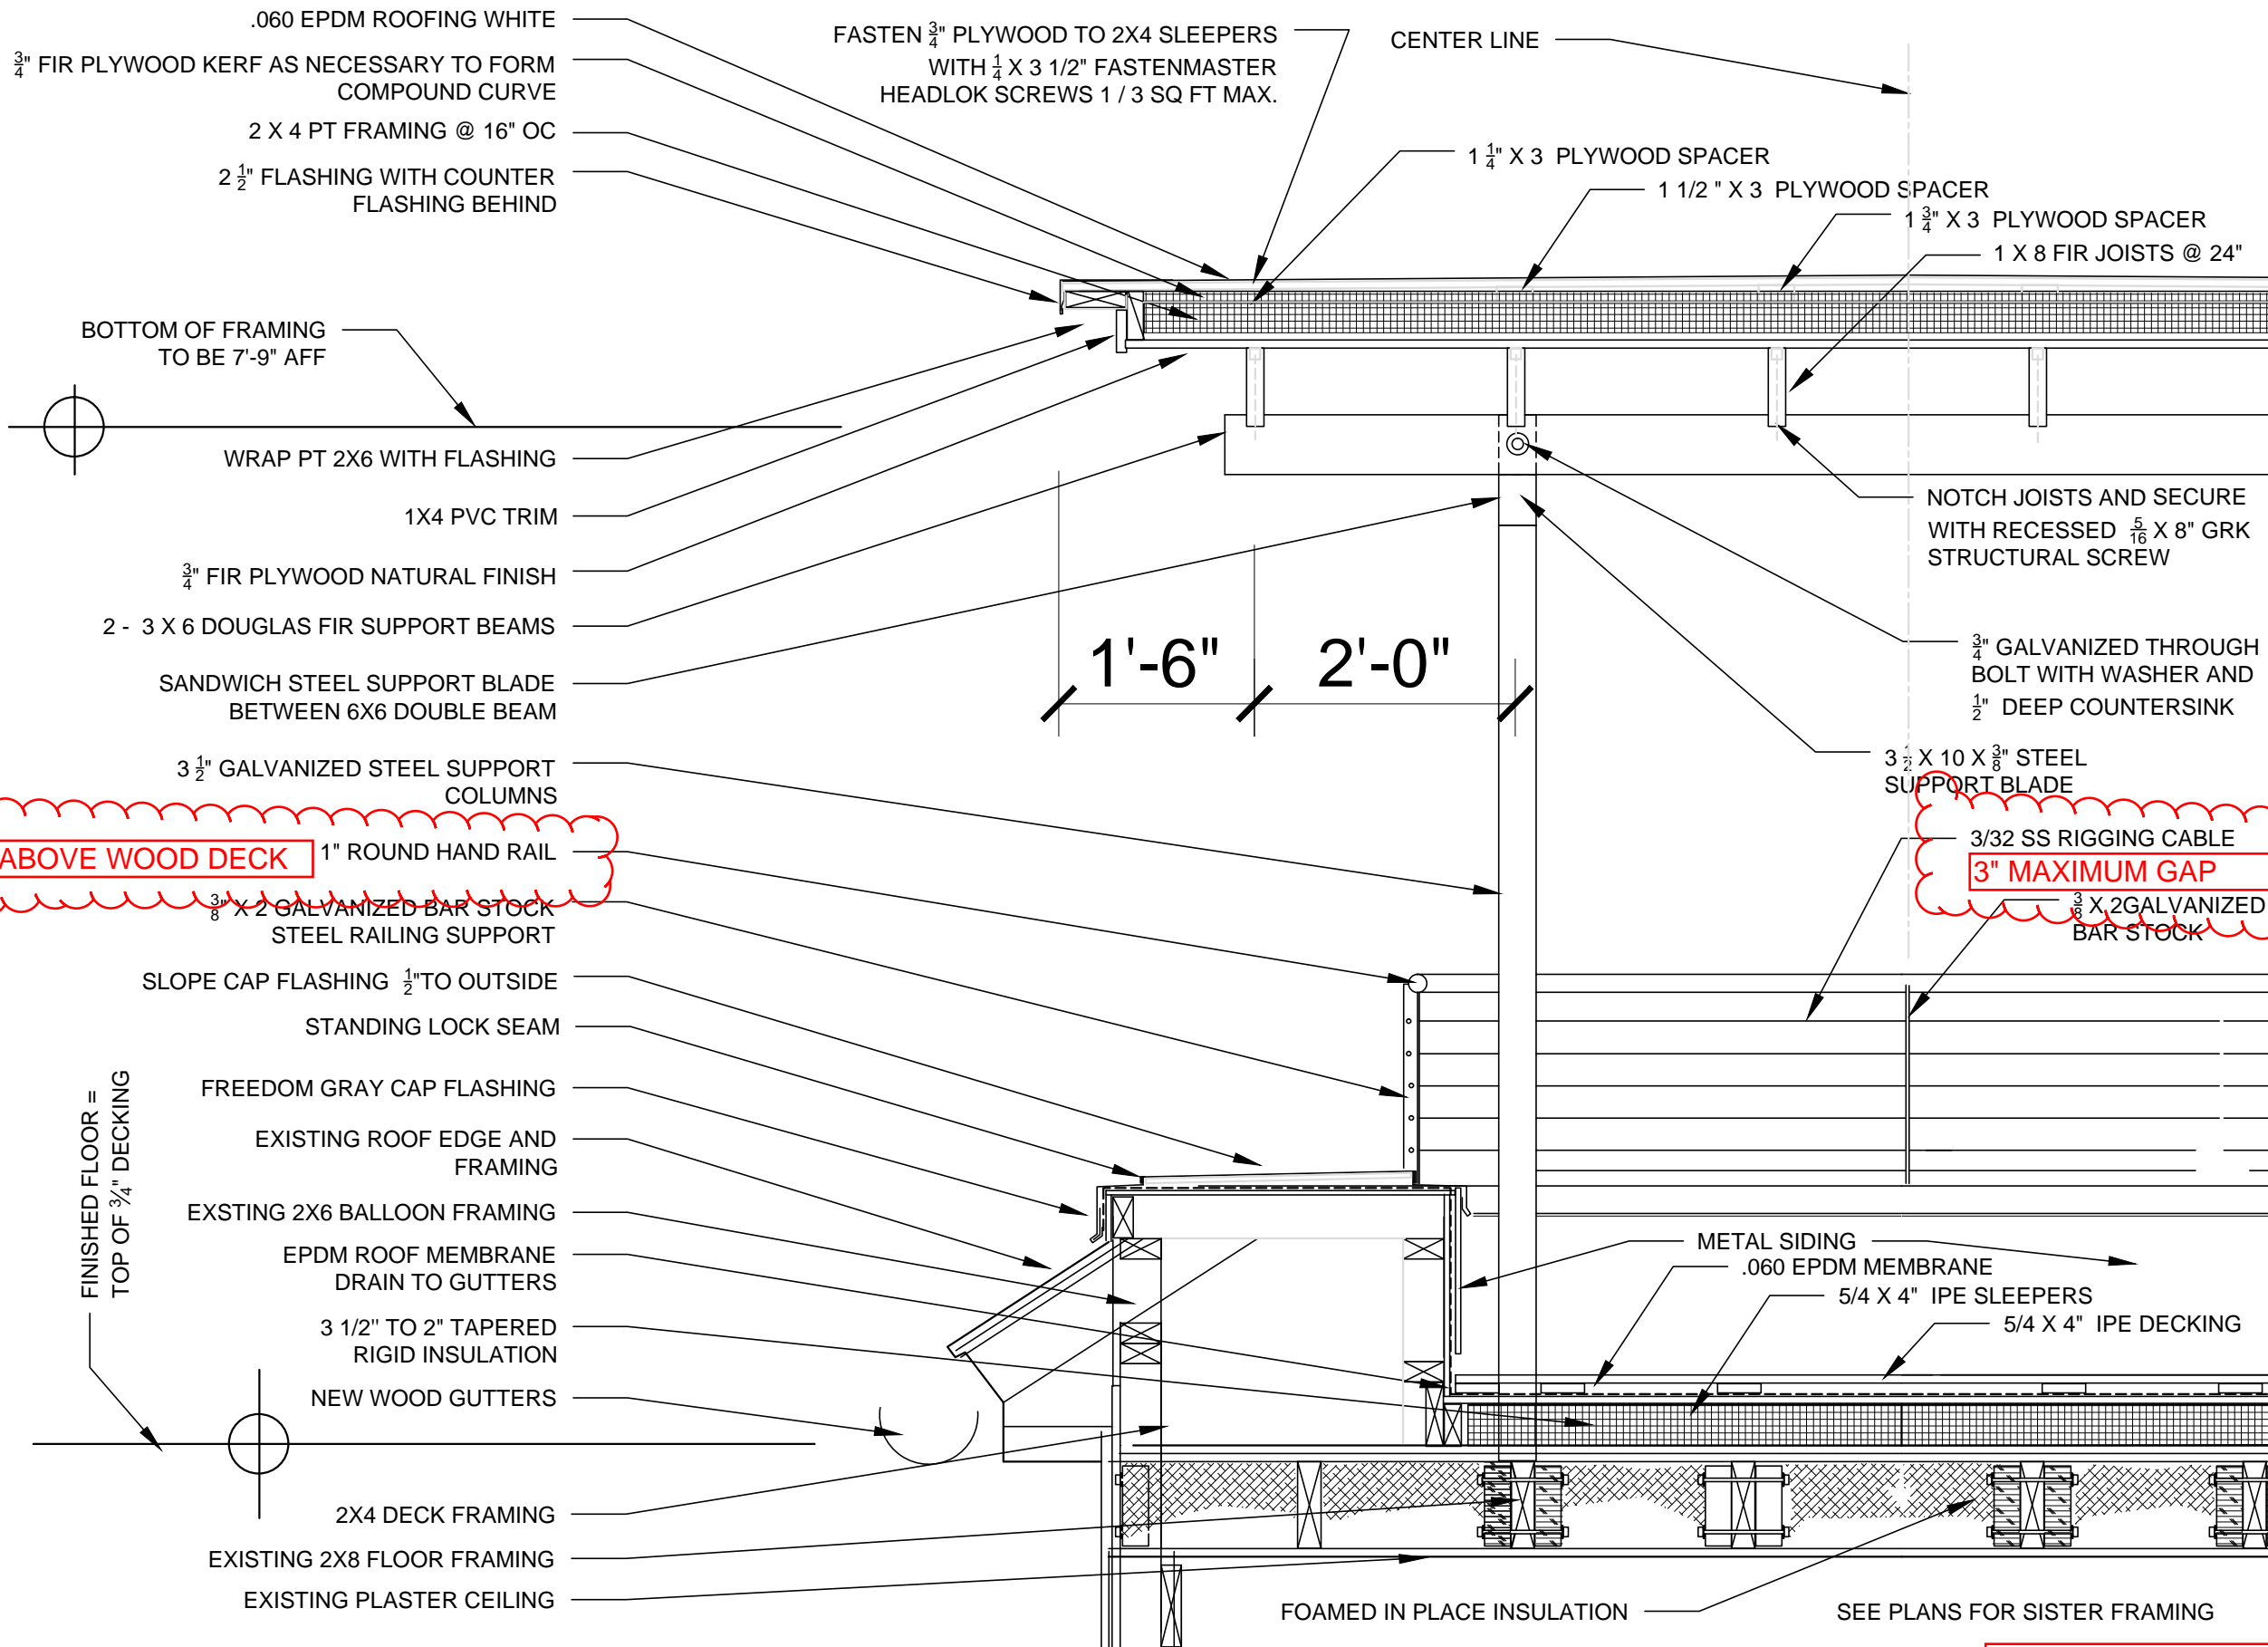 .060 EPDM ROOFING WHITE
3/4" FIR PLYWOOD KERF AS NECESSARY TO FORM
COMPOUND CURVE
2 X 4 PT FRAMING @ 16" OC
2 1/2" FLASHING WITH COUNTER
FLASHING BEHIND
BOTTOM OF FRAMING
TO BE 7'-9" AFF
WRAP PT 2X6 WITH FLASHING
1X4 PVC TRIM
3/4" FIR PLYWOOD NATURAL FINISH
2 - 3 X 6 DOUGLAS FIR SUPPORT BEAMS
SANDWICH STEEL SUPPORT BLADE
BETWEEN 6X6 DOUBLE BEAM
3 1/2" GALVANIZED STEEL SUPPORT
COLUMNS
ABOVE WOOD DECK
1" ROUND HAND RAIL
3/8" X 2 GALVANIZED BAR STOCK
STEEL RAILING SUPPORT
SLOPE CAP FLASHING 1/2"TO OUTSIDE
STANDING LOCK SEAM
FREEDOM GRAY CAP FLASHING
EXISTING ROOF EDGE AND
FRAMING
EXSTING 2X6 BALLOON FRAMING
EPDM ROOF MEMBRANE
DRAIN TO GUTTERS
3 1/2" TO 2" TAPERED
RIGID INSULATION
NEW WOOD GUTTERS
2X4 DECK FRAMING
EXISTING 2X8 FLOOR FRAMING
EXISTING PLASTER CEILING
FINISHED FLOOR =
TOP OF 3/4" DECKING
FASTEN 3/4" PLYWOOD TO 2X4 SLEEPERS
WITH 1/4 X 3 1/2" FASTENMASTER
HEADLOK SCREWS 1 / 3 SQ FT MAX.
CENTER LINE
1 1/4" X 3 PLYWOOD SPACER
1 1/2 " X 3 PLYWOOD SPACER
1 3/4" X 3 PLYWOOD SPACER
1 X 8 FIR JOISTS @ 24"
NOTCH JOISTS AND SECURE
WITH RECESSED 5/16 X 8" GRK
STRUCTURAL SCREW
1'-6"
2'-0"
3/4" GALVANIZED THROUGH
BOLT WITH WASHER AND
1/2" DEEP COUNTERSINK
3 1/2 X 10 X 3/8" STEEL
SUPPORT BLADE
3/32 SS RIGGING CABLE
3" MAXIMUM GAP
3/8 X 2GALVANIZED
BAR STOCK
METAL SIDING
.060 EPDM MEMBRANE
5/4 X 4" IPE SLEEPERS
5/4 X 4" IPE DECKING
FOAMED IN PLACE INSULATION
SEE PLANS FOR SISTER FRAMING